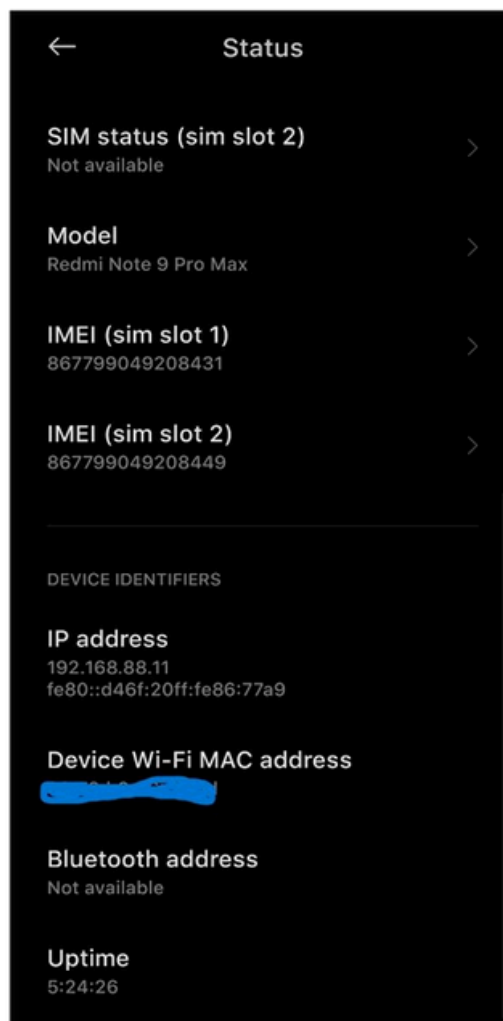 Status
SIM status (sim slot 2)
Not available
Model
Redmi Note 9 Pro Max
IMEI (sim slot 1)
867799049208431
IMEI (sim slot 2)
867799049208449
DEVICE IDENTIFIERS
IP address
192.168.88.11
fe80::d46f:20ff:fe86:77a9
Device Wi-Fi MAC address
Bluetooth address
Not available
Uptime
5:24:26